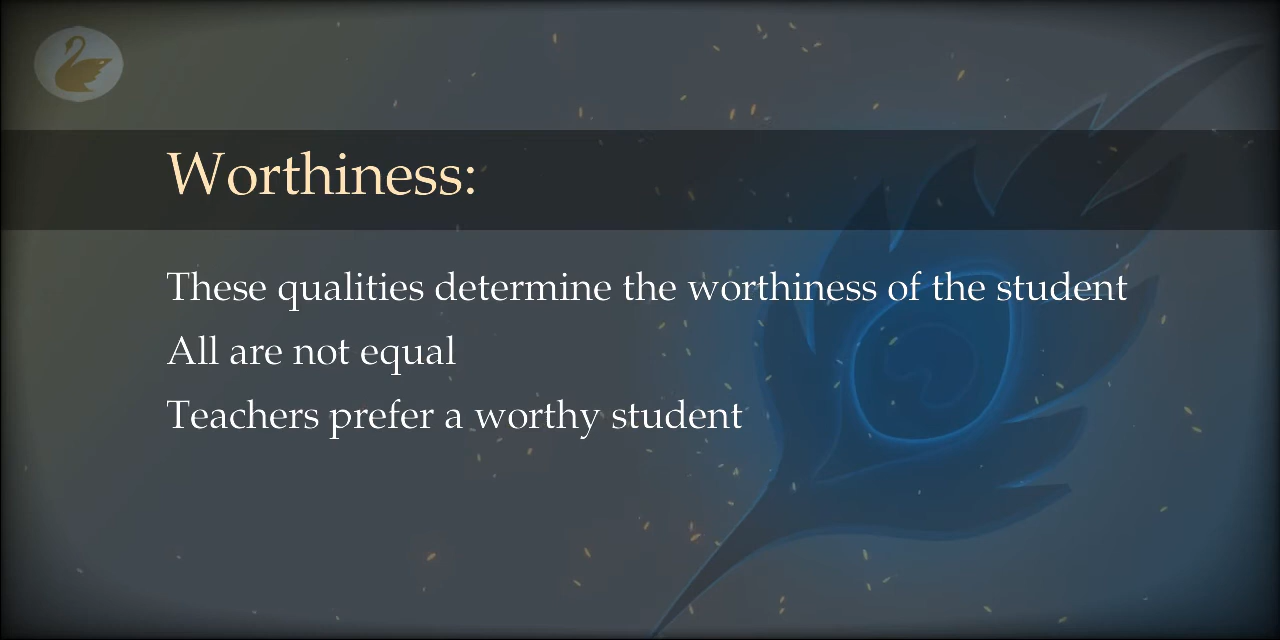 Worthiness:
These qualities determine the worthiness of the student
All are not equal
Teachers prefer a worthy student